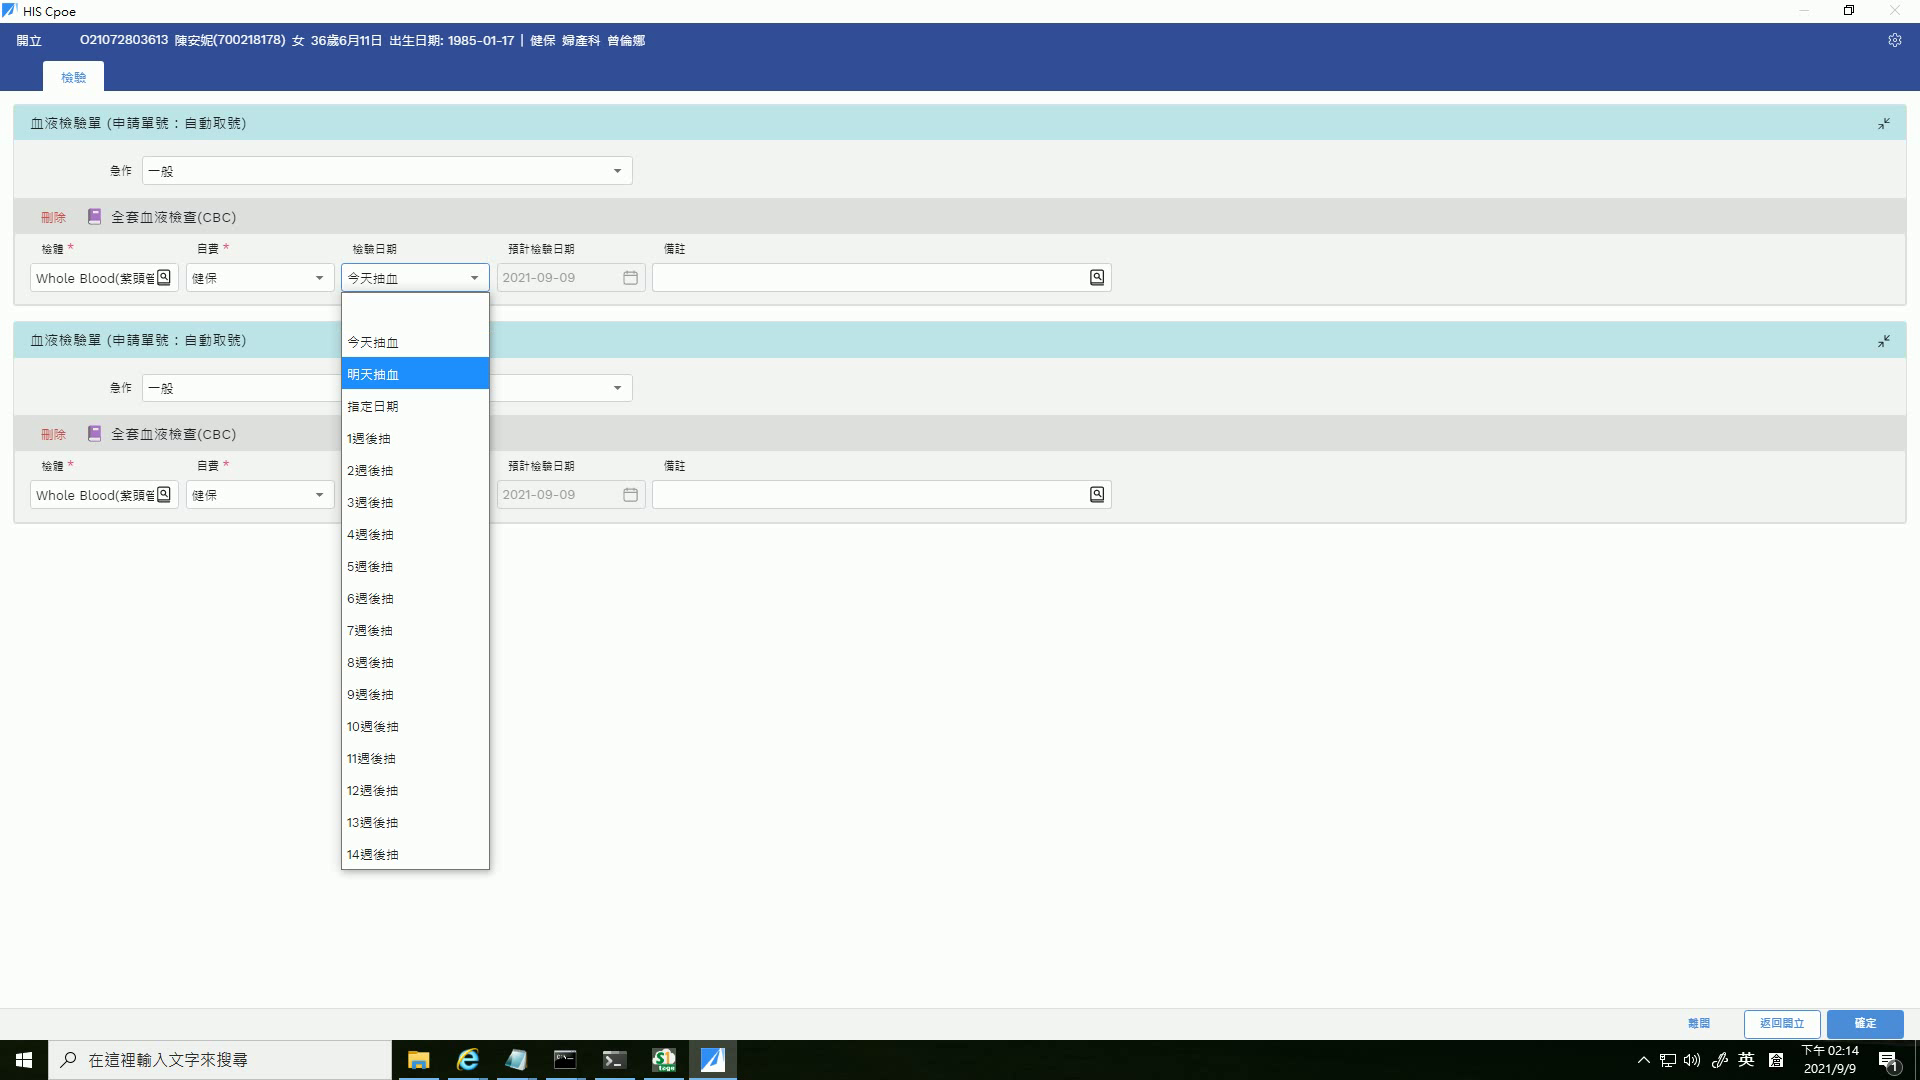 HIS Cpoe
開立 O21072803613 陳安妮(700218178) 女 36歲6月11日 出生日期: 1985-01-17 | 健保 婦產科 曾倫娜
檢驗
血液檢驗單 (申請單號：自動取號)
急作 一般
刪除 全套血液檢查(CBC)
檢體 * 自費 * 檢驗日期 預計檢驗日期 備註
Whole Blood(紫頭管 健保 今天抽血 2021-09-09
血液檢驗單 (申請單號：自動取號)
今天抽血
明天抽血
急作 一般
指定日期
刪除 全套血液檢查(CBC)
1週後抽
檢體 * 自費 * 預計檢驗日期 備註
2週後抽
Whole Blood(紫頭管 健保 2021-09-09
3週後抽
4週後抽
5週後抽
6週後抽
7週後抽
8週後抽
9週後抽
10週後抽
11週後抽
12週後抽
13週後抽
14週後抽
離開 返回開立 確定
在這裡輸入文字來搜尋
英
下午 02:14
2021/9/9
1